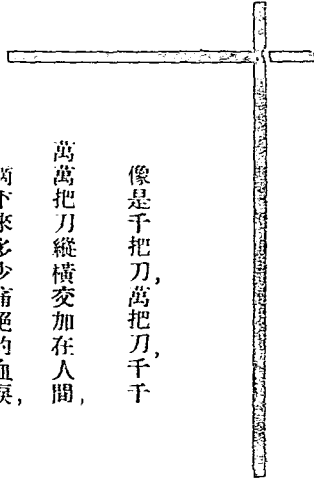 像是千把刀,萬把刀,千千
萬萬把刀縱橫交加在人間,
滴下來多少痛絕的血淚,